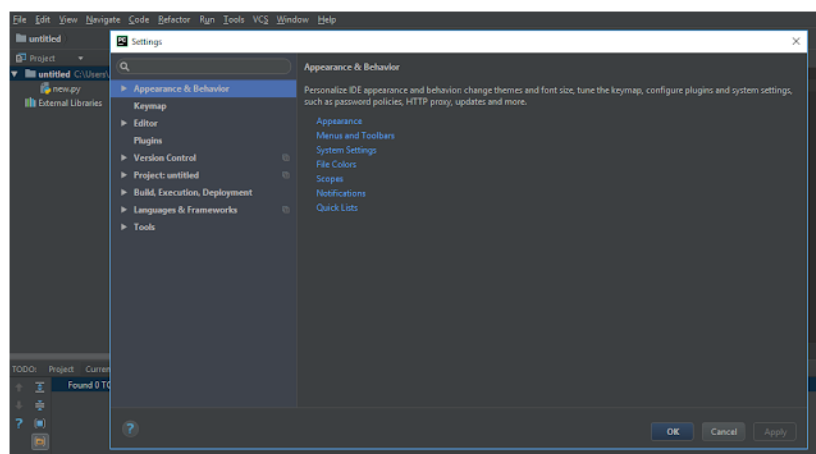 File Edit View Navigate Code Refactor Run Tools VCS Window Help
untitled
Settings
Project
untitled C:\Users\
new.py
External Libraries
Appearance & Behavior
Keymap
Editor
Plugins
Version Control
Project: untitled
Build, Execution, Deployment
Languages & Frameworks
Tools
Appearance & Behavior
Personalize IDE appearance and behavior: change themes and font size, tune the keymap, configure plugins and system settings,
such as password policies, HTTP proxy, updates and more.
Appearance
Menus and Toolbars
System Settings
File Colors
Scopes
Notifications
Quick Lists
TODO: Project Curren
Found 0 TO
?
?
OK Cancel Apply